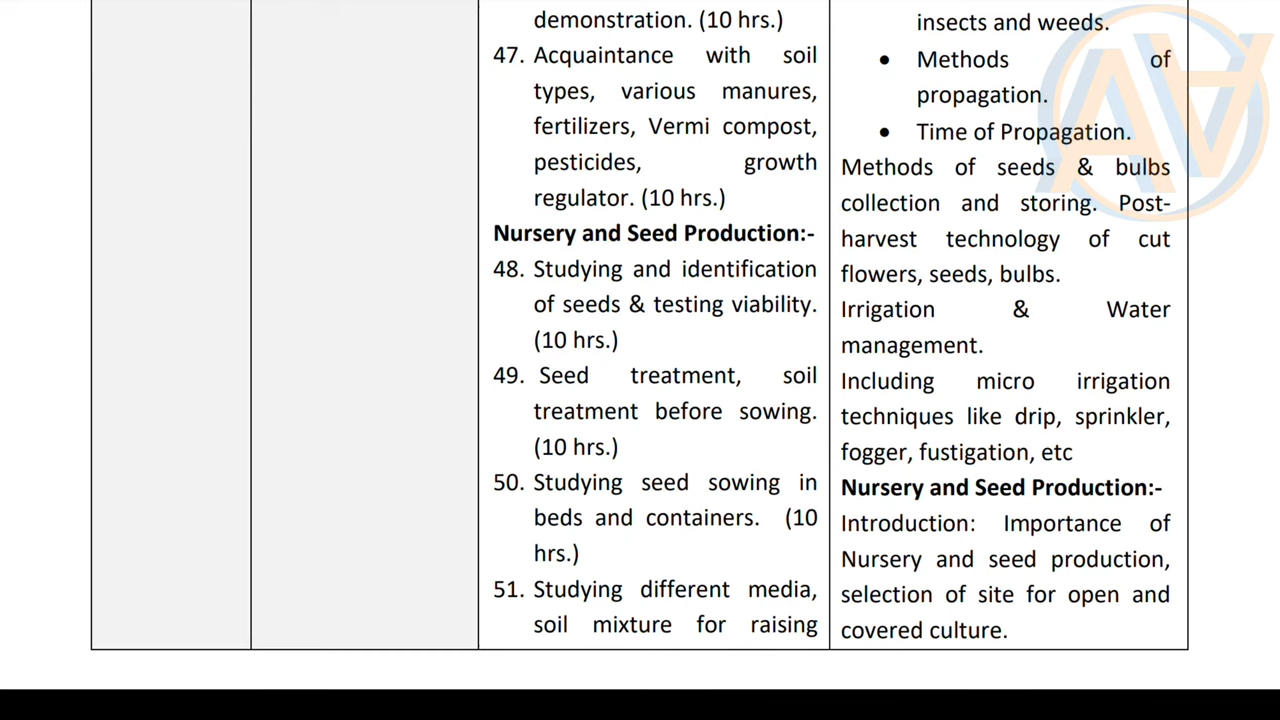 demonstration. (10 hrs.)
47. Acquaintance with soil
types, various manures,
fertilizers, Vermi compost,
pesticides, growth
regulator. (10 hrs.)
Nursery and Seed Production:-
48. Studying and identification
of seeds & testing viability.
(10 hrs.)
49. Seed treatment, soil
treatment before sowing.
(10 hrs.)
50. Studying seed sowing in
beds and containers. (10
hrs.)
51. Studying different media,
soil mixture for raising
insects and weeds.
• Methods of
propagation.
• Time of Propagation.
Methods of seeds & bulbs
collection and storing. Post-
harvest technology of cut
flowers, seeds, bulbs.
Irrigation & Water
management.
Including micro irrigation
techniques like drip, sprinkler,
fogger, fustigation, etc
Nursery and Seed Production:-
Introduction: Importance of
Nursery and seed production,
selection of site for open and
covered culture.